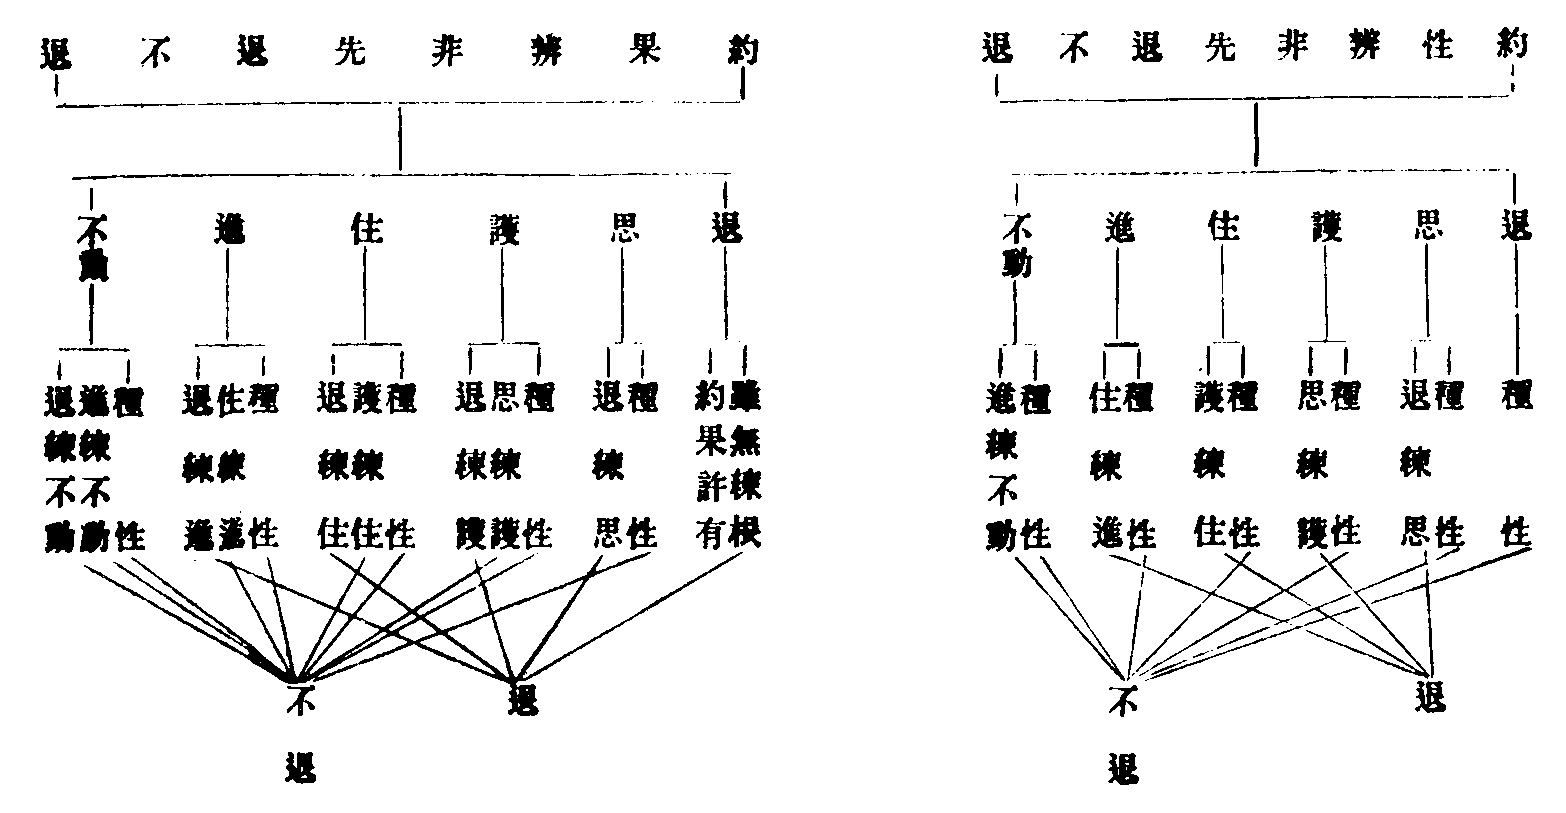 約性辨非先退不退
退
思
護
住
進
不動
種性
種性
退練思
種性
思練護
種性
護練住
種性
住練進
種性
進練不動
退
不退
約果辨非先退不退
退
思
護
住
進
不動
雖無練根
約果許有
種性
退練思
種性
思練護
退練護
種性
護練住
退練住
種性
住練進
退練進
種性
進練不動
退練不動
退
不退